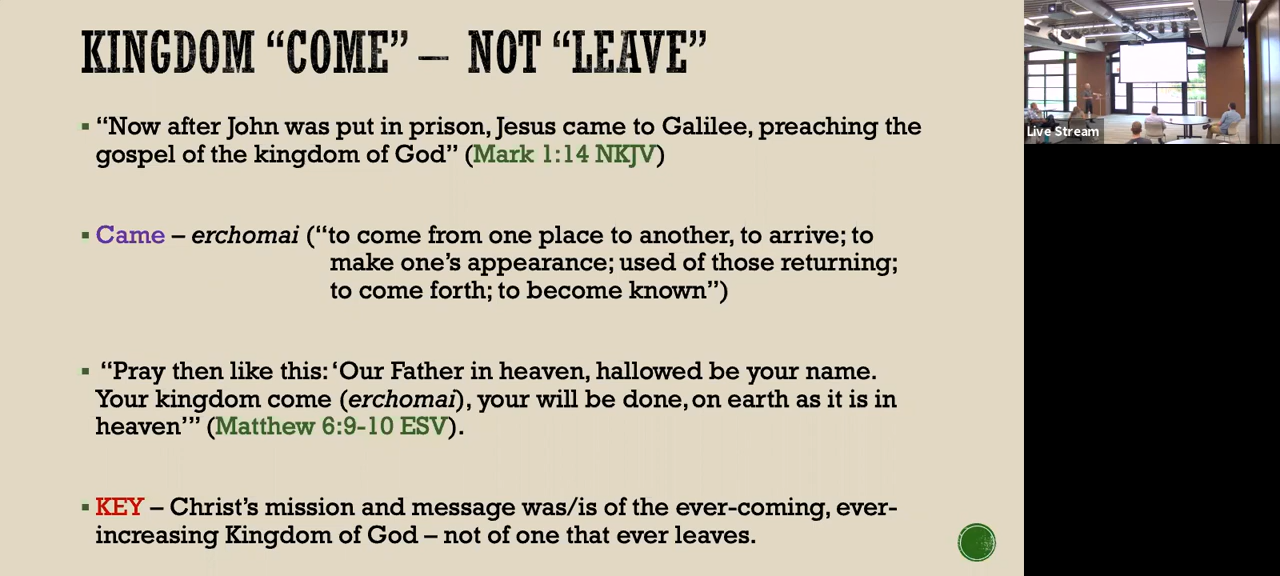 KINGDOM “COME” – NOT “LEAVE”
“Now after John was put in prison, Jesus came to Galilee, preaching the
gospel of the kingdom of God” (Mark 1:14 NKJV)
Came – erchomai (“to come from one place to another, to arrive; to
make one’s appearance; used of those returning;
to come forth; to become known”)
“Pray then like this: ‘Our Father in heaven, hallowed be your name.
Your kingdom come (erchomai), your will be done, on earth as it is in
heaven’” (Matthew 6:9-10 ESV).
KEY – Christ’s mission and message was/is of the ever-coming, ever-
increasing Kingdom of God – not of one that ever leaves.
Live Stream